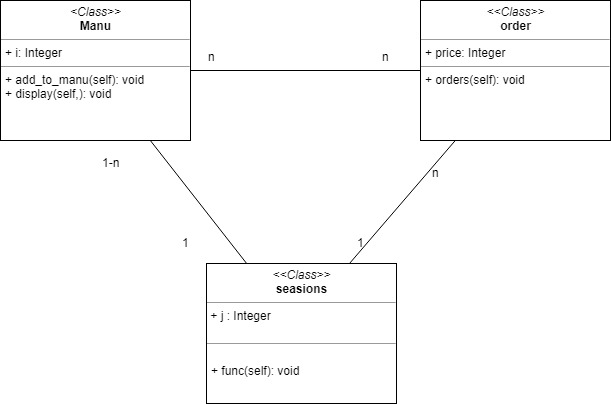 <Class>>
Manu
+ i: Integer
+ add_to_manu(self): void
+ display(self,): void
<<Class>>
order
+ price: Integer
+ orders(self): void
n
n
1-n
n
1
1
<<Class>>
seasions
+ j : Integer
+ func(self): void